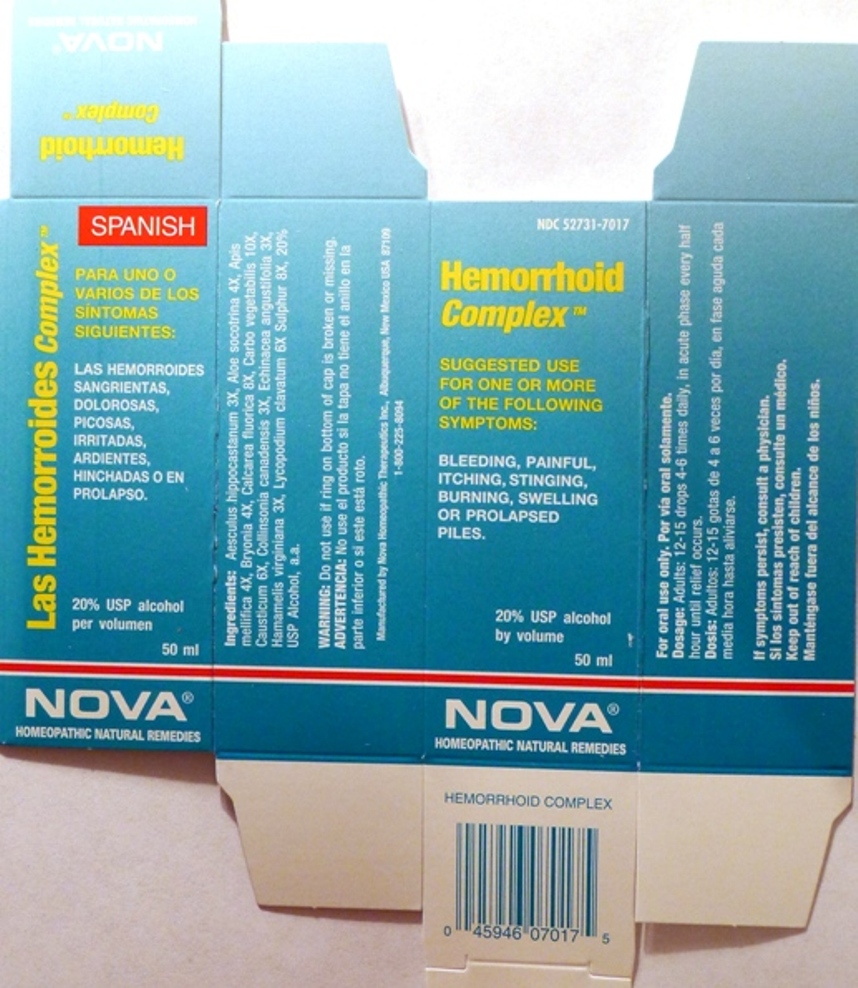 NOVA®
HOMEOPATHIC NATURAL REMEDIES
Hemorrhoid
Complex™
Las Hemorroides Complex™
SPANISH
PARA UNO O
VARIOS DE LOS
SÍNTOMAS
SIGUIENTES:
LAS HEMORROIDES
SANGRIENTAS,
DOLOROSAS,
PICOSAS,
IRRITADAS,
ARDIENTES,
HINCHADAS O EN
PROLAPSO.
20% USP alcohol
per volumen
50 ml
NOVA®
HOMEOPATHIC NATURAL REMEDIES
Ingredients: Aesculus hippocastanum 3X, Aloe socotrina 4X, Apis
mellifica 4X, Bryonia 4X, Calcarea fluorica 8X, Carbo vegetabilis 10X,
Causticum 6X, Collinsonia canadensis 3X, Echinacea angustifolia 3X,
Hamamelis virginiana 3X, Lycopodium clavatum 6X Sulphur 8X, 20%
USP Alcohol, a.a.
WARNING: Do not use if ring on bottom of cap is broken or missing.
ADVERTENCIA: No use el producto si la tapa no tiene el anillo en la
parte inferior o si este está roto.
Manufactured by Nova Homeopathic Therapeutics Inc., Albuquerque, New Mexico USA 87109
1-800-225-8094
NDC 52731-7017
Hemorrhoid
Complex™
SUGGESTED USE
FOR ONE OR MORE
OF THE FOLLOWING
SYMPTOMS:
BLEEDING, PAINFUL,
ITCHING, STINGING,
BURNING, SWELLING
OR PROLAPSED
PILES.
20% USP alcohol
by volume
50 ml
NOVA®
HOMEOPATHIC NATURAL REMEDIES
HEMORRHOID COMPLEX
0 45946 07017 5
For oral use only. Por via oral solamente.
Dosage: Adults: 12-15 drops 4-6 times daily, in acute phase every half
hour until relief occurs.
Dosis: Adultos: 12-15 gotas de 4 a 6 veces por día, en fase aguda cada
media hora hasta aliviarse.
If symptoms persist, consult a physician.
Si los síntomas presisten, consulte un médico.
Keep out of reach of children.
Manténgase fuera del alcance de los niños.